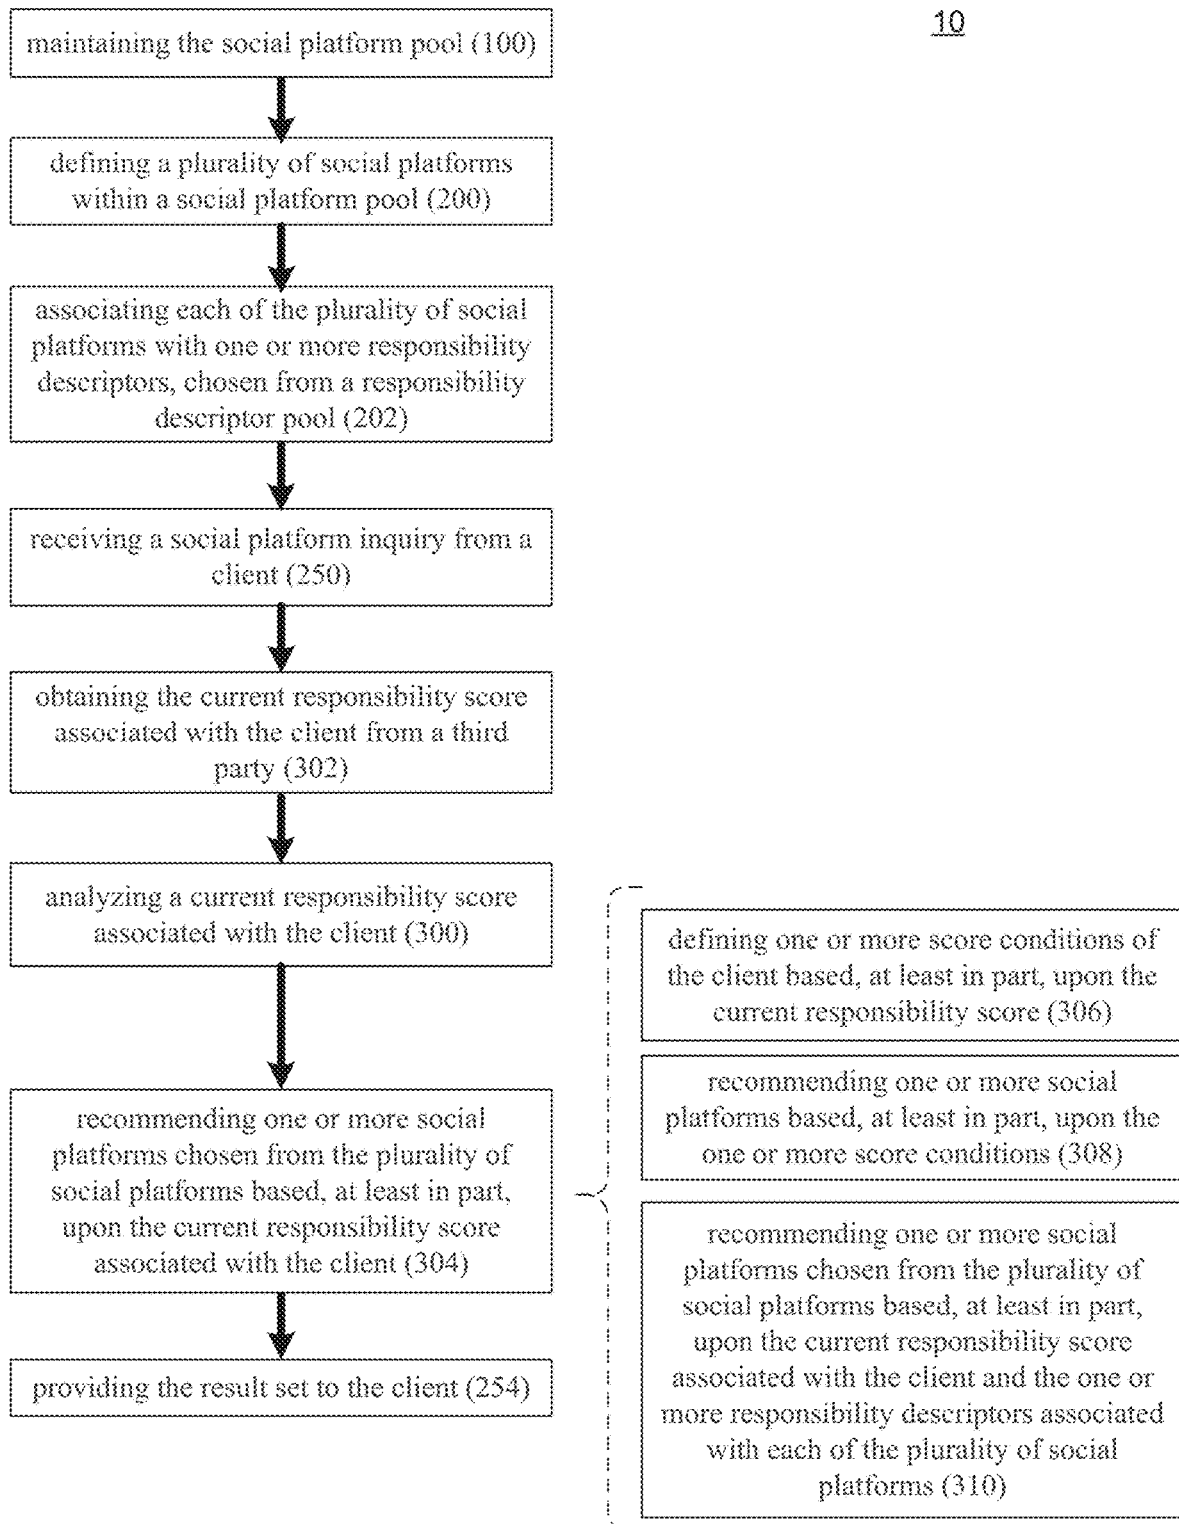 10
maintaining the social platform pool (100)
defining a plurality of social platforms
within a social platform pool (200)
associating each of the plurality of social
platforms with one or more responsibility
descriptors, chosen from a responsibility
descriptor pool (202)
receiving a social platform inquiry from a
client (250)
obtaining the current responsibility score
associated with the client from a third
party (302)
analyzing a current responsibility score
associated with the client (300)
recommending one or more social
platforms chosen from the plurality of
social platforms based, at least in part,
upon the current responsibility score
associated with the client (304)
providing the result set to the client (254)
defining one or more score conditions of
the client based, at least in part, upon the
current responsibility score (306)
recommending one or more social
platforms based, at least in part, upon the
one or more score conditions (308)
recommending one or more social
platforms chosen from the plurality of
social platforms based, at least in part,
upon the current responsibility score
associated with the client and the one or
more responsibility descriptors associated
with each of the plurality of social
platforms (310)